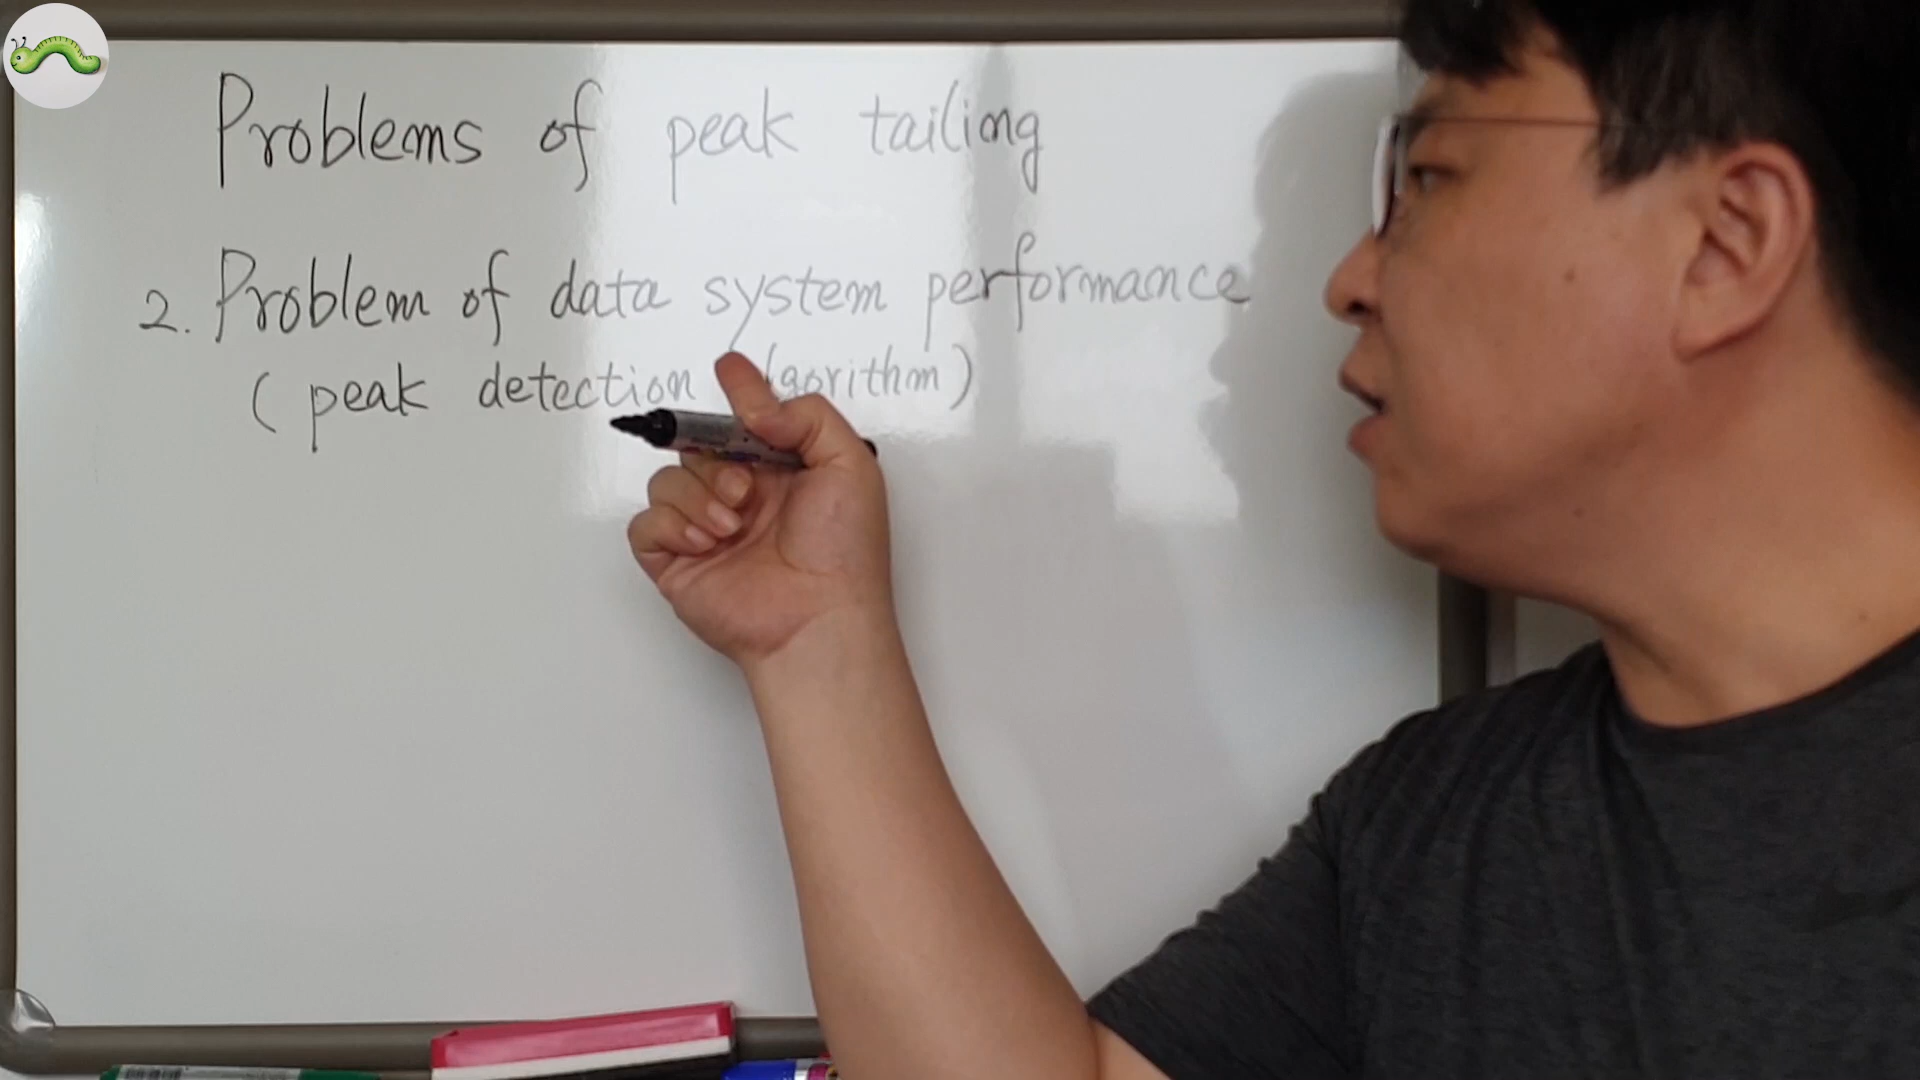 Problems of peak tailing
2. Problem of data system performance
( peak detection algorithm )